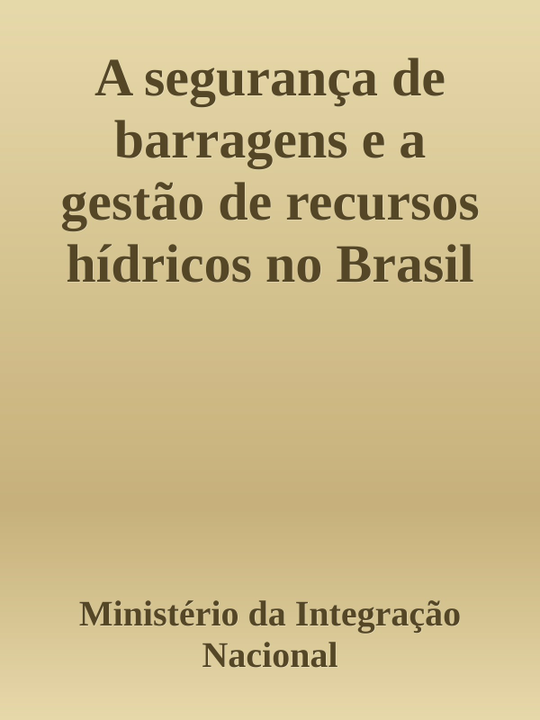 A segurança de
barragens e a
gestão de recursos
hídricos no Brasil
Ministério da Integração
Nacional